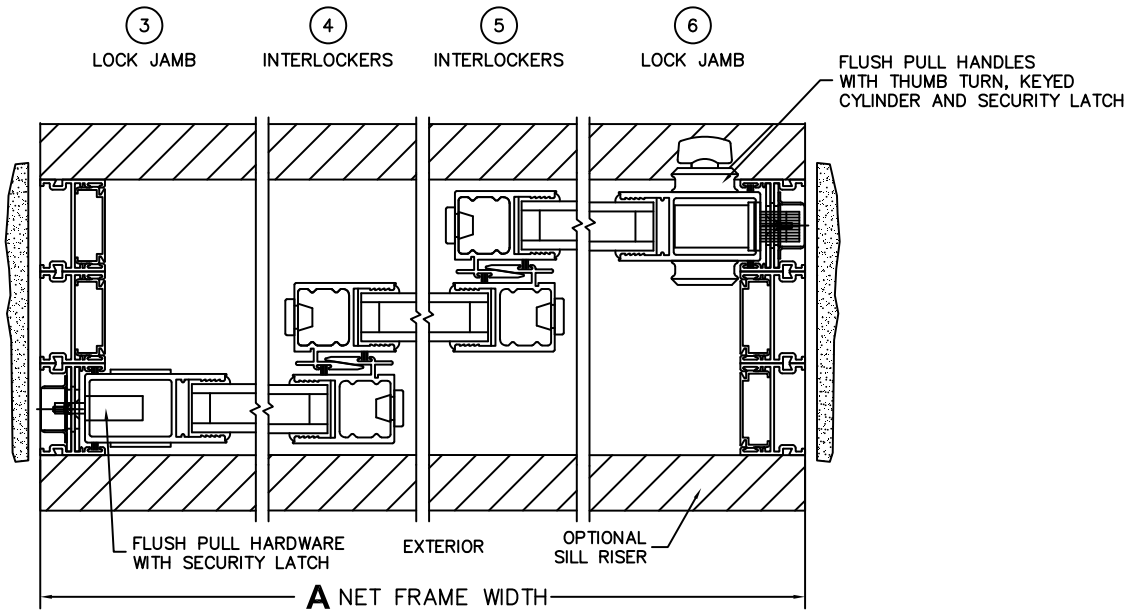 3
4
5
6
LOCK JAMB
INTERLOCKERS
INTERLOCKERS
LOCK JAMB
FLUSH PULL HANDLES
WITH THUMB TURN, KEYED
CYLINDER AND SECURITY LATCH
FLUSH PULL HARDWARE
WITH SECURITY LATCH
EXTERIOR
OPTIONAL
SILL RISER
A NET FRAME WIDTH